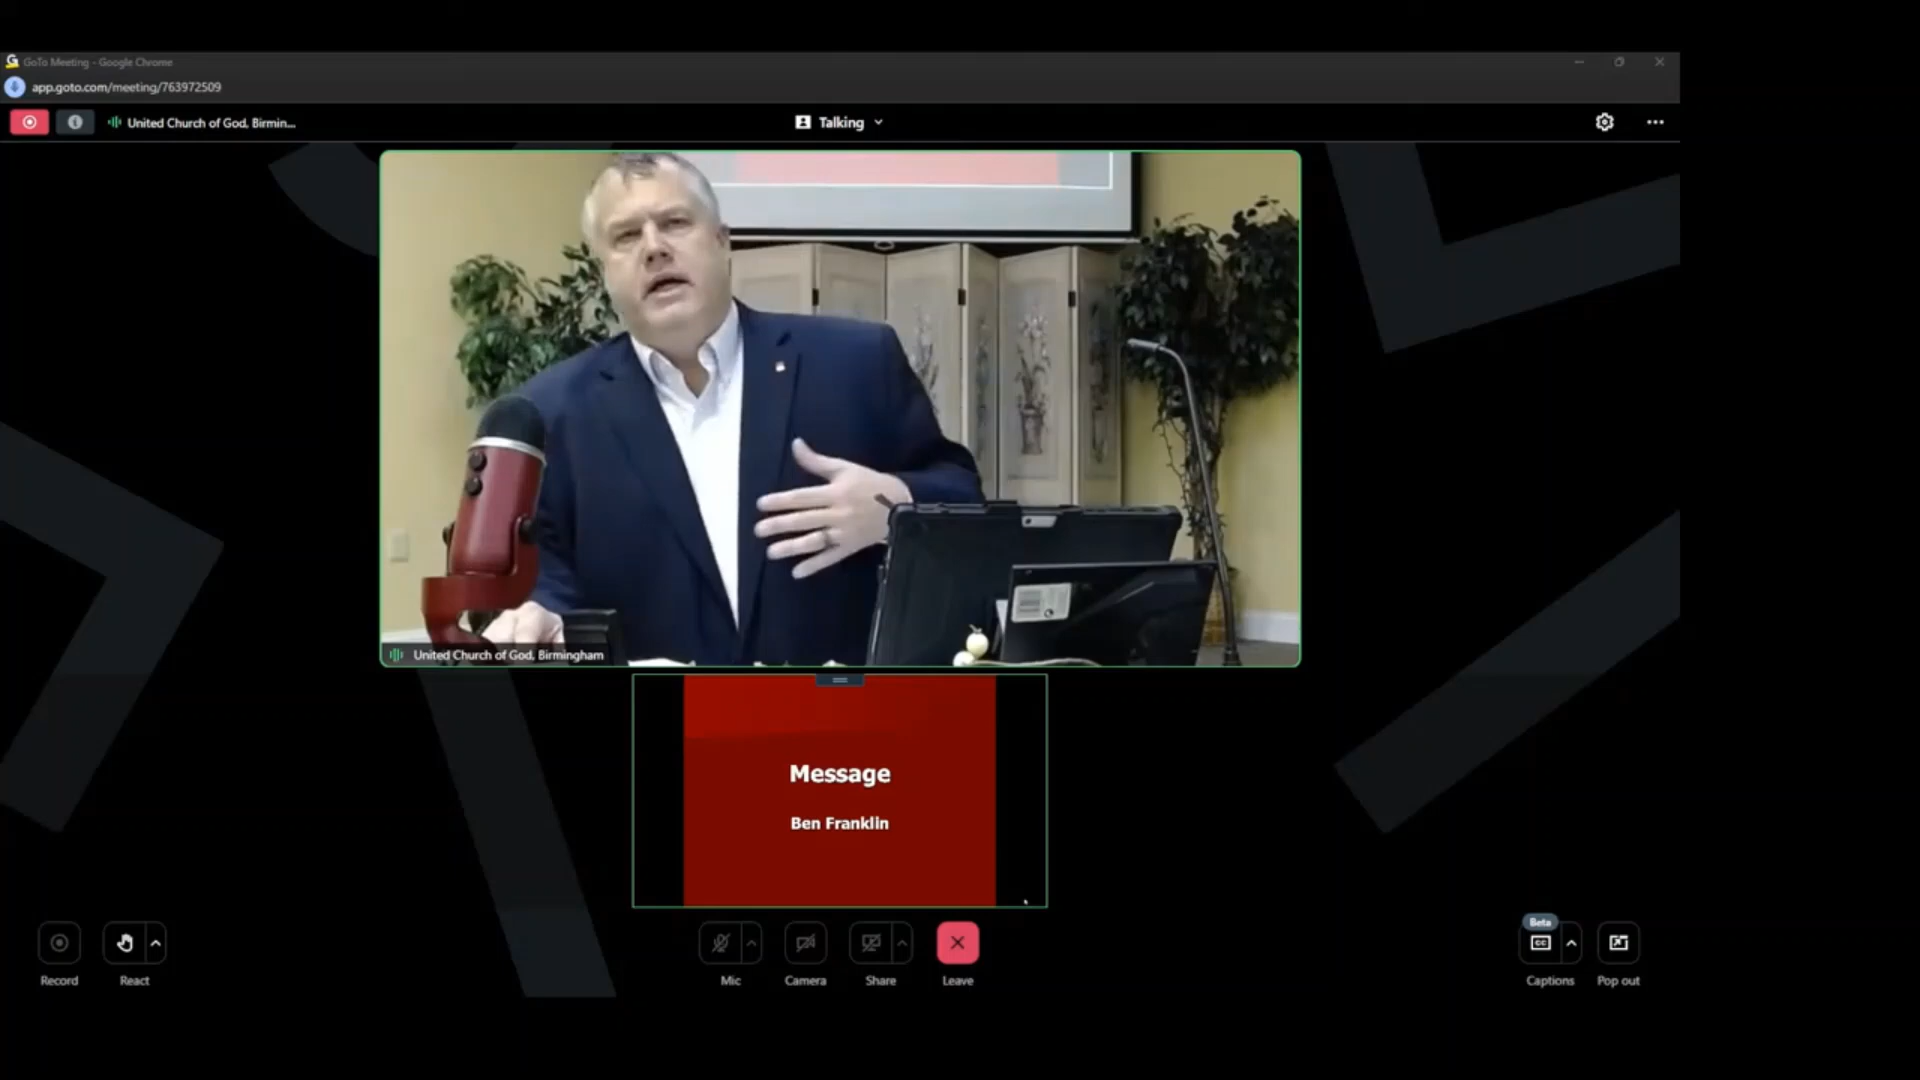 GoTo Meeting - Google Chrome
app.goto.com/meeting/763972509
United Church of God, Birmin...
Talking
United Church of God, Birmingham
Message
Ben Franklin
Beta
CC
Record
React
Mic
Camera
Share
Leave
Captions
Pop out